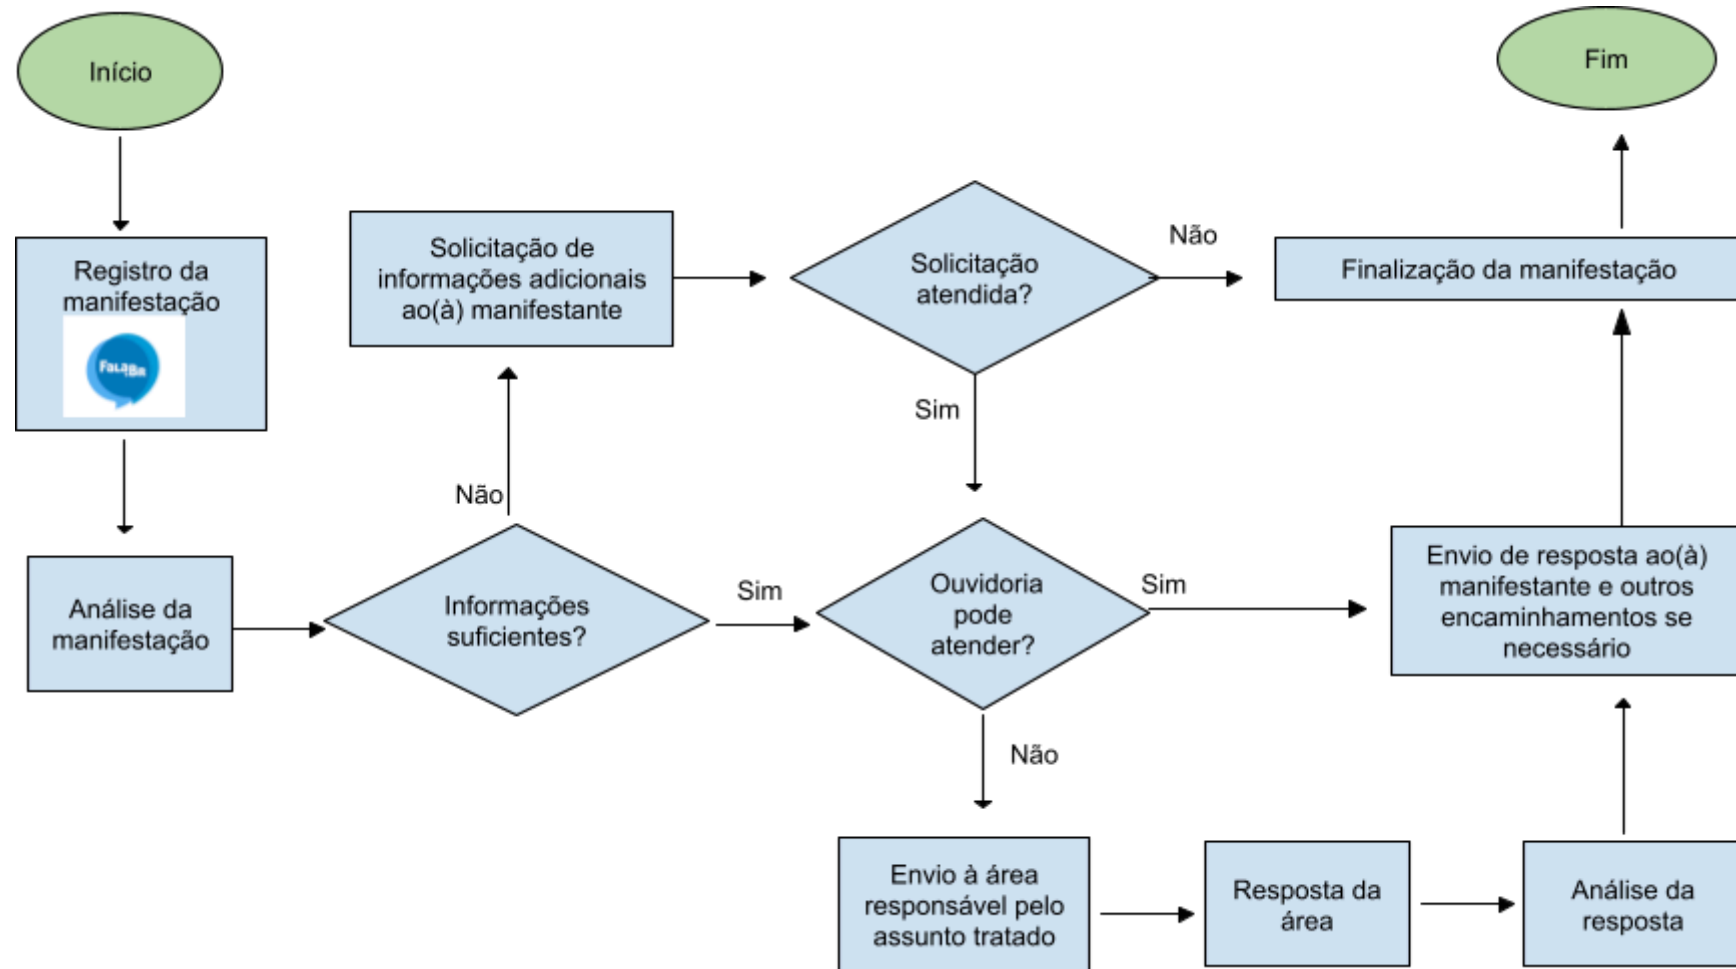 Início
Registro da
manifestação
FALA.BR
Análise da
manifestação
Informações
suficientes?
Não
Solicitação de
informações adicionais
ao(à) manifestante
Solicitação
atendida?
Não
Sim
Sim
Ouvidoria
pode
atender?
Sim
Não
Envio à área
responsável pelo
assunto tratado
Resposta da
área
Análise da
resposta
Envio de resposta ao(à)
manifestante e outros
encaminhamentos se
necessário
Finalização da manifestação
Fim